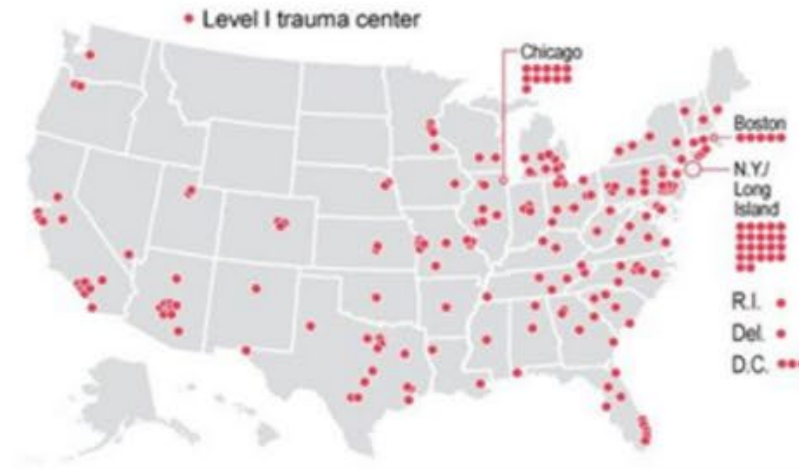 Level I trauma center
Chicago
Boston
N.Y./
Long
Island
R.I.
Del.
D.C.